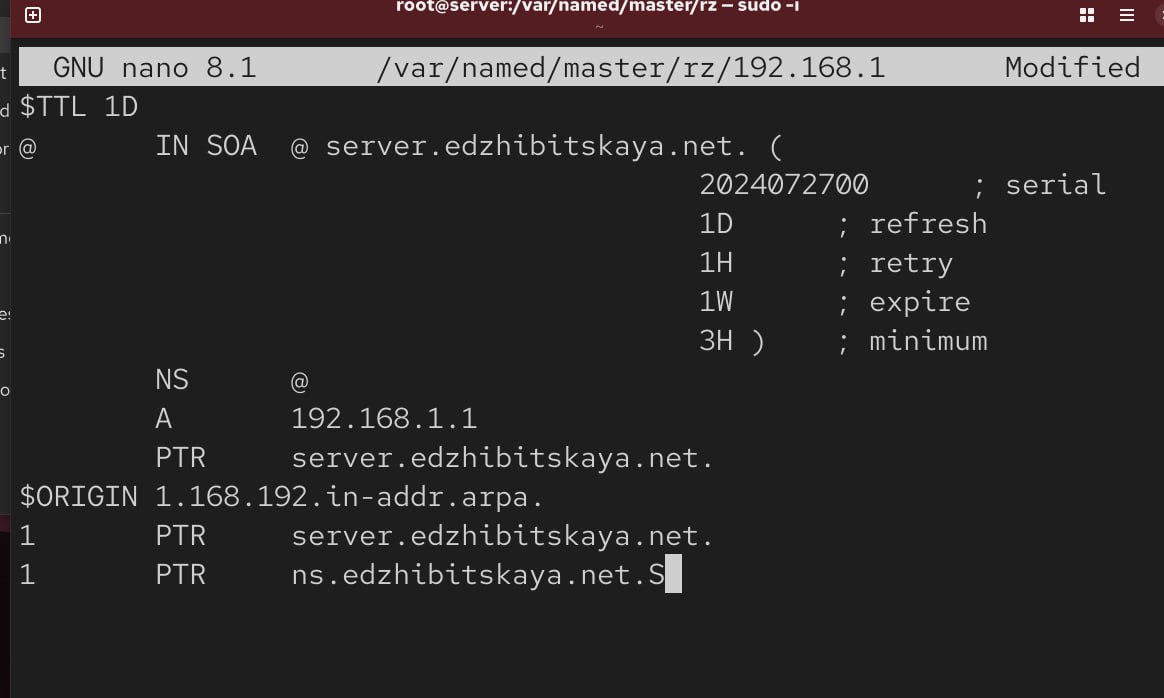 root@server:/var/named/master/rz — sudo -i
~
GNU nano 8.1 /var/named/master/rz/192.168.1 Modified
$TTL 1D
@ IN SOA @ server.edzhibitskaya.net. (
2024072700 ; serial
1D ; refresh
1H ; retry
1W ; expire
3H ) ; minimum
NS @
A 192.168.1.1
PTR server.edzhibitskaya.net.
$ORIGIN 1.168.192.in-addr.arpa.
1 PTR server.edzhibitskaya.net.
1 PTR ns.edzhibitskaya.net.S